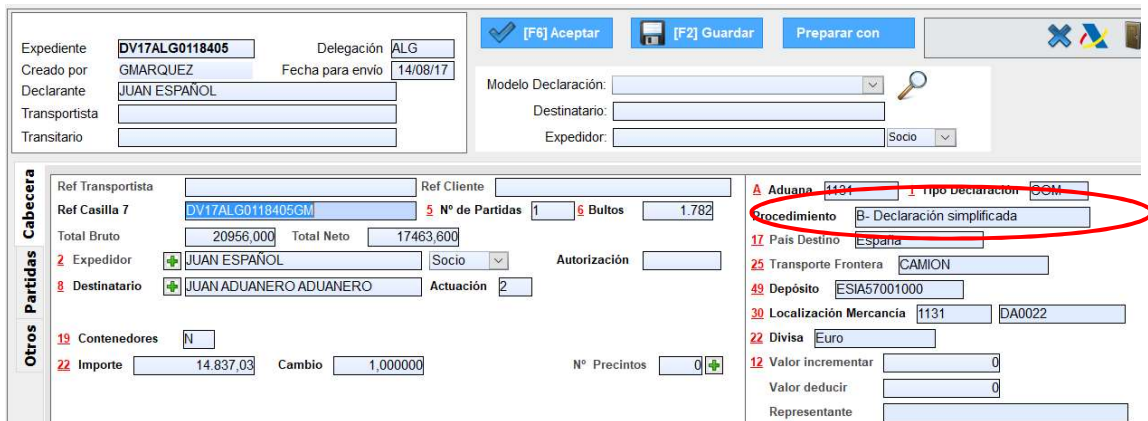 [F6] Aceptar [F2] Guardar Preparar con
Expediente DV17ALG0118405 Delegación ALG
Creado por GMARQUEZ Fecha para envío 14/08/17
Declarante JUAN ESPAÑOL
Transportista
Transitario
Modelo Declaración:
Destinatario:
Expedidor: Socio
Cabecera
Partidas
Otros
Ref Transportista Ref Cliente
Ref Casilla 7 DV17ALG0118405GM 5 Nº de Partidas 1 6 Bultos 1.782
Total Bruto 20956,000 Total Neto 17463,600
2 Expedidor JUAN ESPAÑOL Socio Autorización
8 Destinatario JUAN ADUANERO ADUANERO Actuación 2
19 Contenedores N
22 Importe 14.837,03 Cambio 1,000000 Nº Precintos 0
A Aduana 1131 1 Tipo Declaración COM
Procedimiento B- Declaración simplificada
17 País Destino España
25 Transporte Frontera CAMION
49 Depósito ESIA57001000
30 Localización Mercancía 1131 DA0022
22 Divisa Euro
12 Valor incrementar 0
Valor deducir 0
Representante